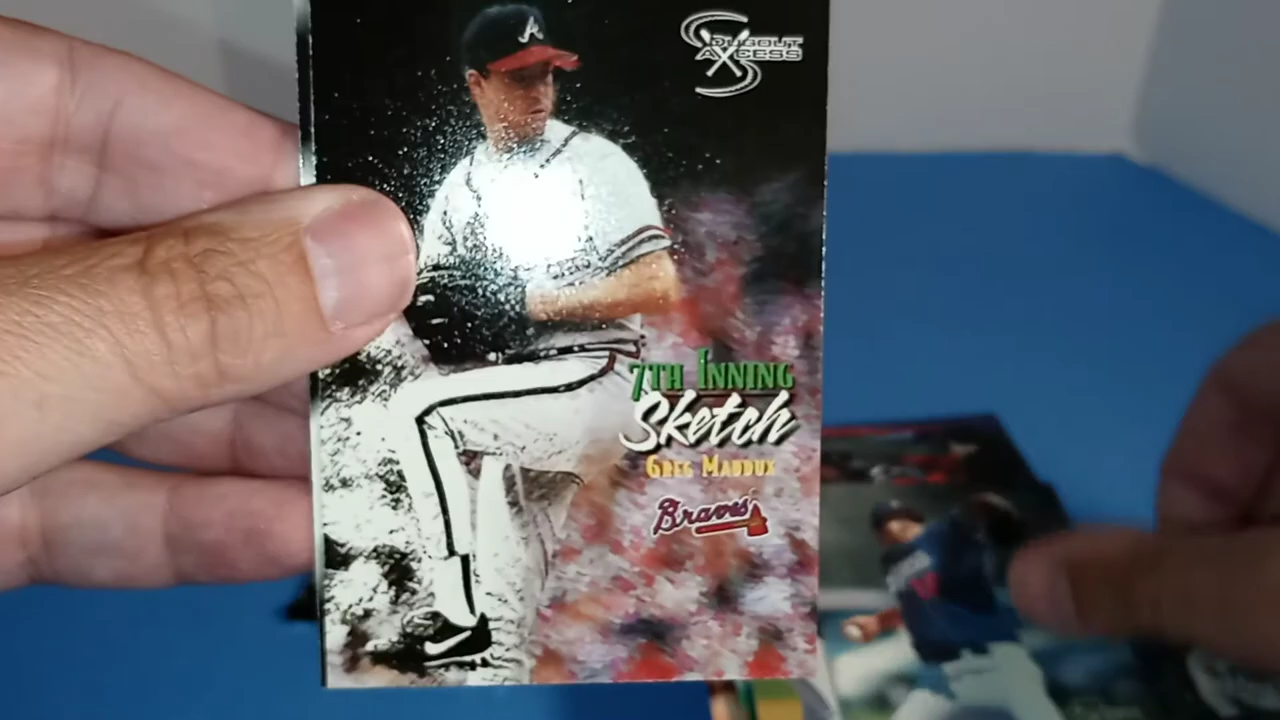 A
DUGOUT
AXCESS
7TH INNING
Sketch
GREG MADDUX
Braves